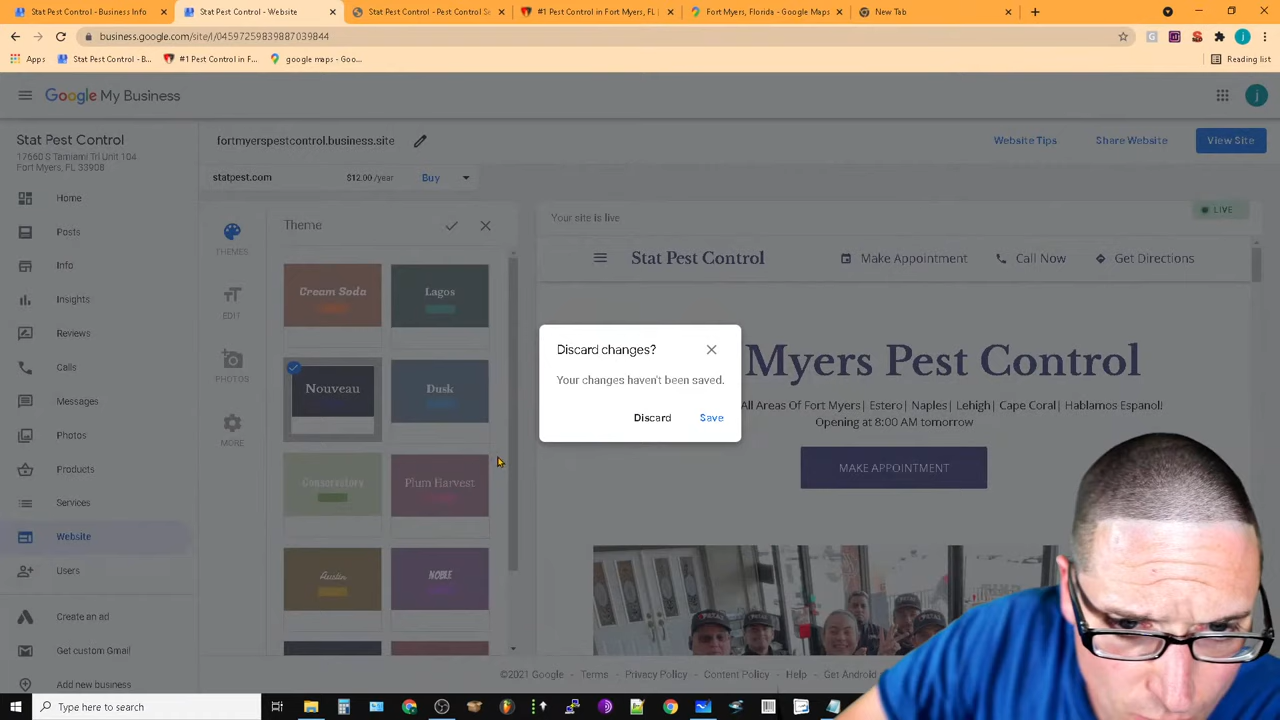 Stat Pest Control - Business Info
Stat Pest Control - Website
Stat Pest Control - Pest Control Se
#1 Pest Control in Fort Myers, FL |
Fort Myers, Florida - Google Maps
New Tab
business.google.com/site/l/04597259839887039844
Apps
Stat Pest Control - B...
#1 Pest Control in F...
google maps - Goo...
Reading list
Google My Business
j
Stat Pest Control
17660 S Tamiami Trl Unit 104
Fort Myers, FL 33908
fortmyerspestcontrol.business.site
Website Tips
Share Website
View Site
statpest.com
$12.00 /year
Buy
Home
Posts
Info
Insights
Reviews
Calls
Messages
Photos
Products
Services
Website
Users
Create an ad
Get custom Gmail
Add new business
THEMES
EDIT
PHOTOS
MORE
Theme
Cream Soda
Lagos
Nouveau
Dusk
Conservatory
Plum Harvest
Austin
NOBLE
Your site is live
LIVE
Stat Pest Control
Make Appointment
Call Now
Get Directions
Myers Pest Control
All Areas Of Fort Myers| Estero| Naples| Lehigh| Cape Coral| Hablamos Espanol!
Opening at 8:00 AM tomorrow
MAKE APPOINTMENT
Discard changes?
Your changes haven't been saved.
Discard
Save
©2021 Google
Terms
Privacy Policy
Content Policy
Help
Get Android
Type here to search